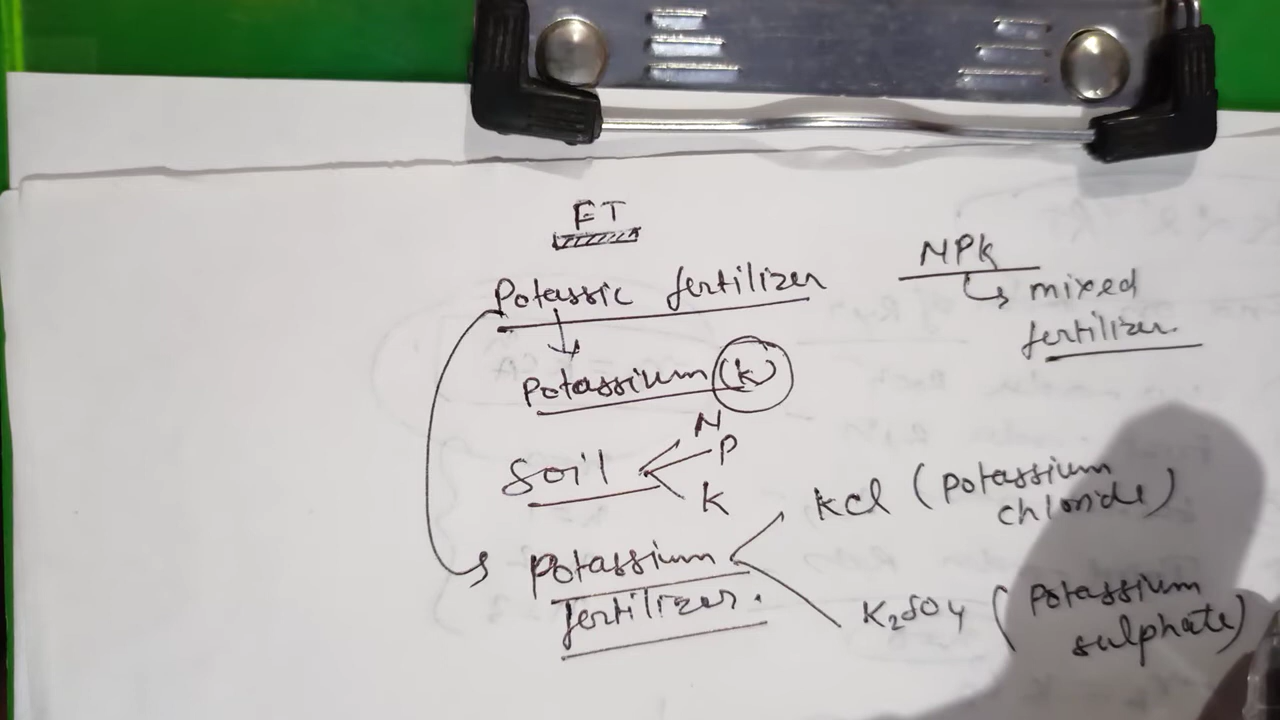 FT
Potassic fertilizer
NPK
mixed
fertilizer.
Potassium (K)
Soil
N
P
K
Potassium
fertilizer.
KCl (Potassium
chloride)
K₂SO₄ (Potassium
sulphate)